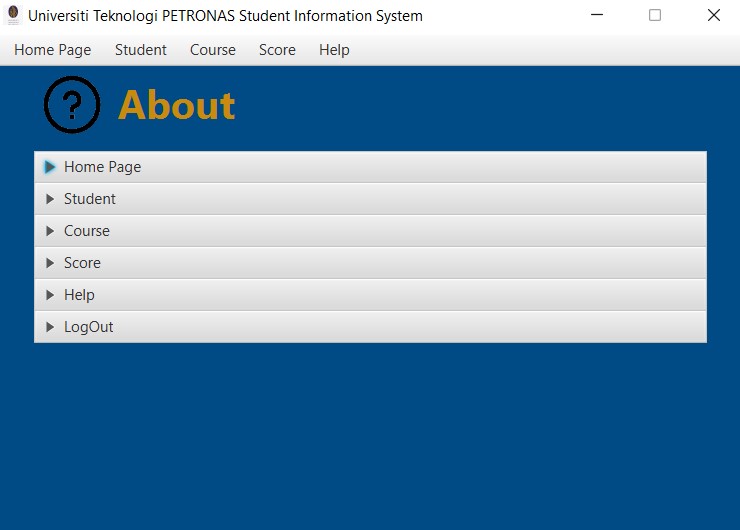 Universiti Teknologi PETRONAS Student Information System
Home Page Student Course Score Help
? About
Home Page
Student
Course
Score
Help
LogOut